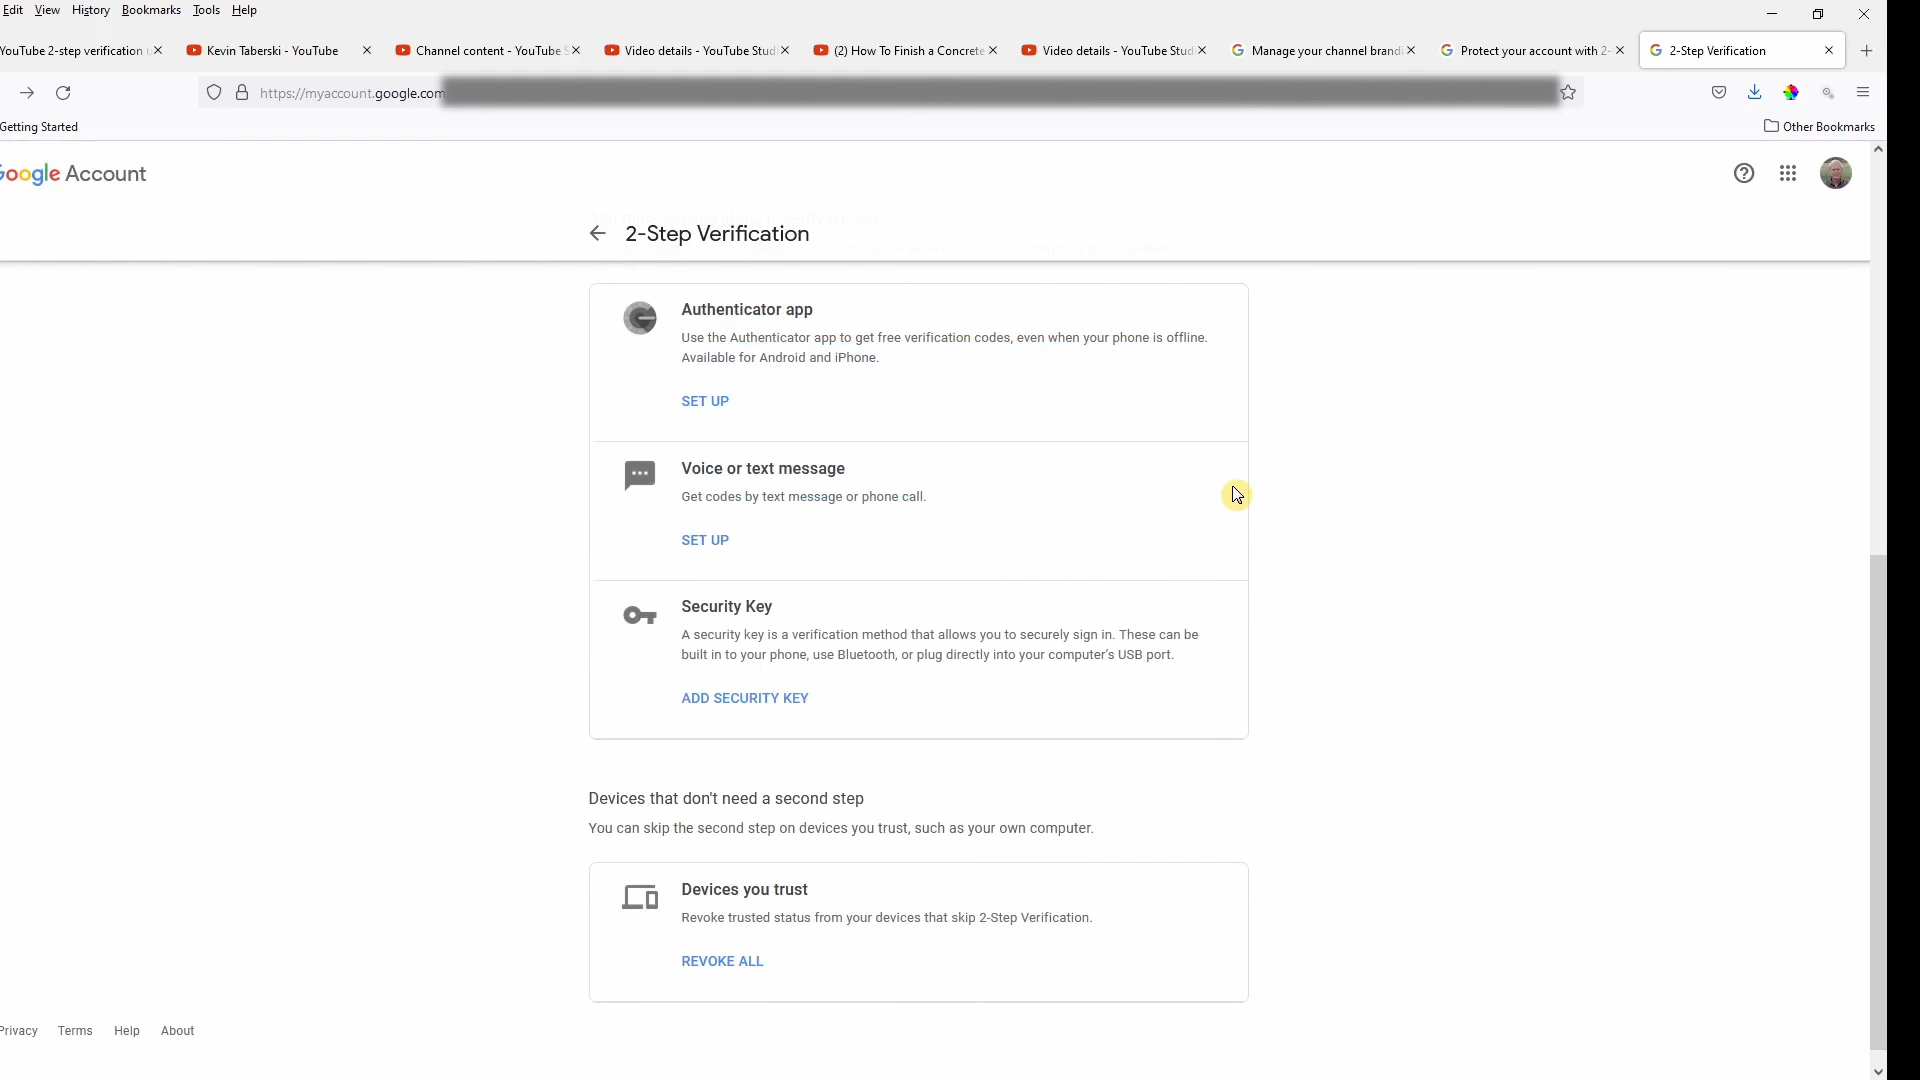 Edit View History Bookmarks Tools Help
YouTube 2-step verification
Kevin Taberski - YouTube
Channel content - YouTube S
Video details - YouTube Stud
(2) How To Finish a Concrete
Video details - YouTube Stud
Manage your channel brandi
Protect your account with 2-
2-Step Verification
https://myaccount.google.com
Getting Started
Other Bookmarks
Google Account
2-Step Verification
Authenticator app
Use the Authenticator app to get free verification codes, even when your phone is offline.
Available for Android and iPhone.
SET UP
Voice or text message
Get codes by text message or phone call.
SET UP
Security Key
A security key is a verification method that allows you to securely sign in. These can be
built in to your phone, use Bluetooth, or plug directly into your computer's USB port.
ADD SECURITY KEY
Devices that don't need a second step
You can skip the second step on devices you trust, such as your own computer.
Devices you trust
Revoke trusted status from your devices that skip 2-Step Verification.
REVOKE ALL
Privacy Terms Help About